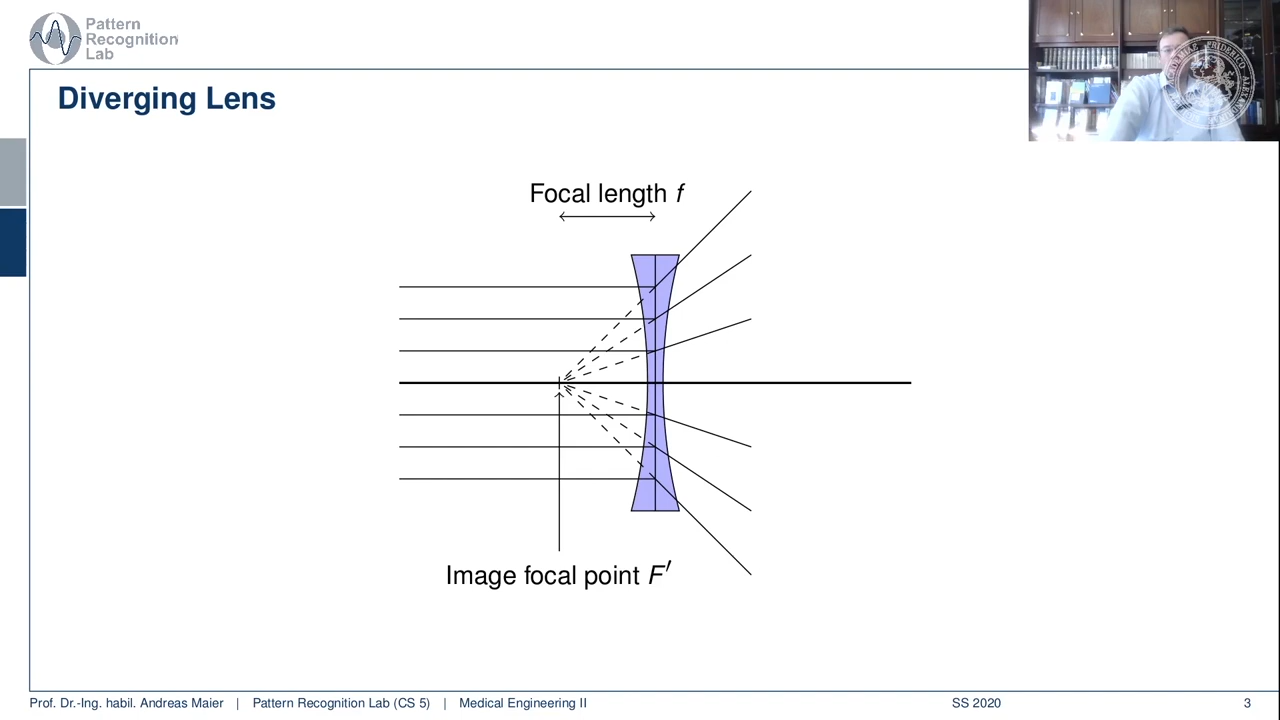 Pattern
Recognition
Lab
Diverging Lens
Focal length f
Image focal point F′
Prof. Dr.-Ing. habil. Andreas Maier | Pattern Recognition Lab (CS 5) | Medical Engineering II
SS 2020
3